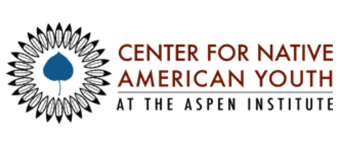 CENTER FOR NATIVE
AMERICAN YOUTH
AT THE ASPEN INSTITUTE